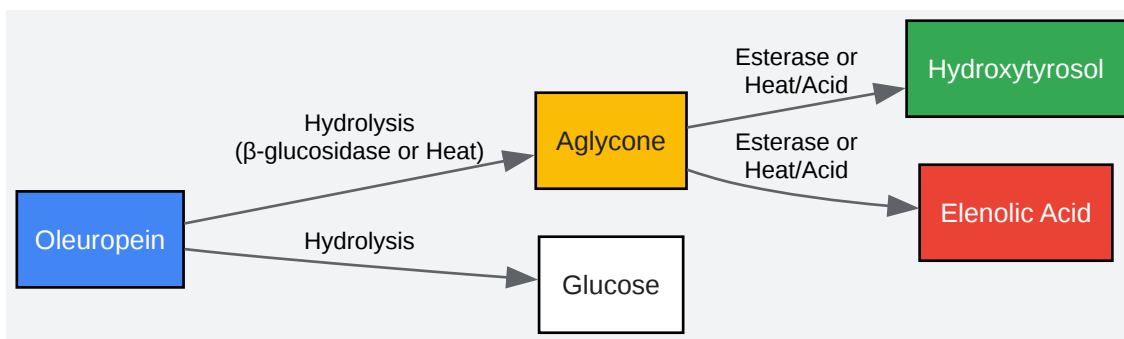 Oleuropein
Hydrolysis
(β-glucosidase or Heat)
Hydrolysis
Aglycone
Glucose
Esterase or
Heat/Acid
Esterase or
Heat/Acid
Hydroxytyrosol
Elenolic Acid